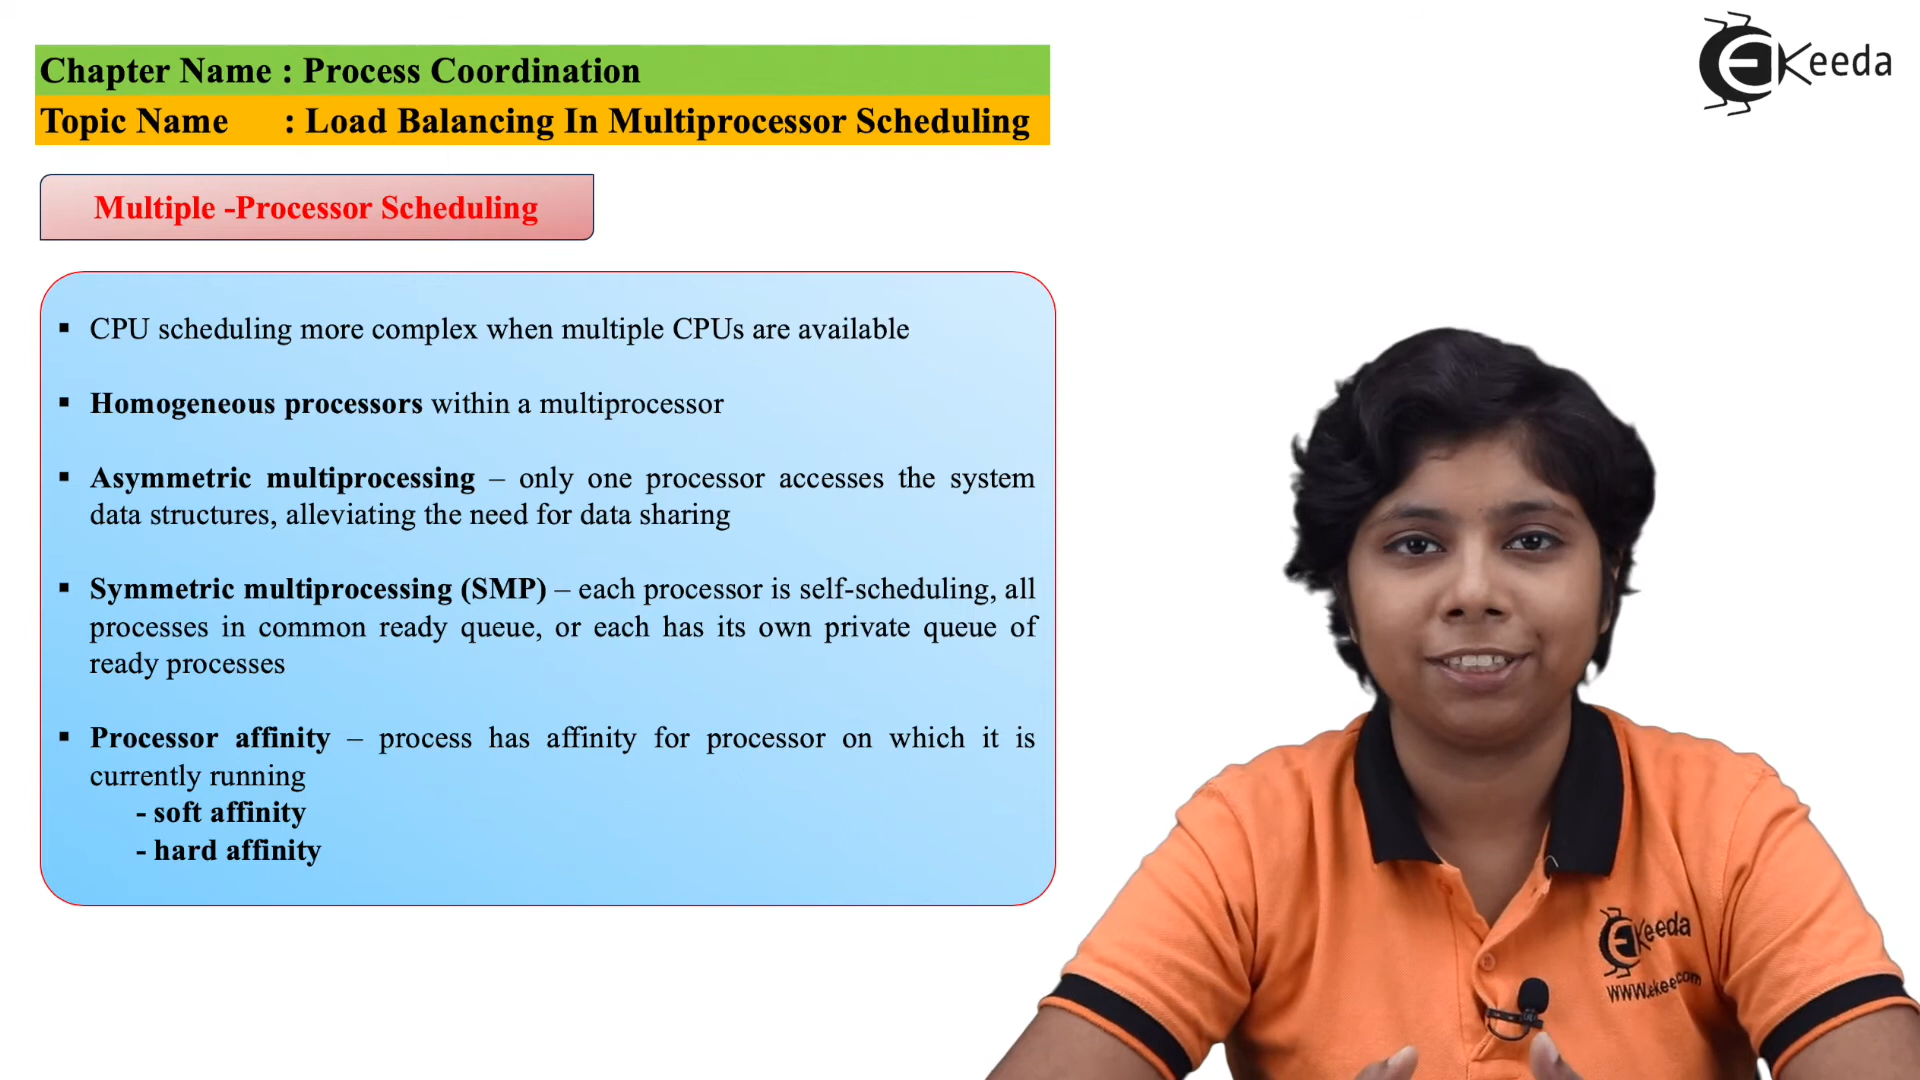 Chapter Name : Process Coordination
Topic Name : Load Balancing In Multiprocessor Scheduling
Keeda
Multiple -Processor Scheduling
▪ CPU scheduling more complex when multiple CPUs are available
▪ Homogeneous processors within a multiprocessor
▪ Asymmetric multiprocessing – only one processor accesses the system
data structures, alleviating the need for data sharing
▪ Symmetric multiprocessing (SMP) – each processor is self-scheduling, all
processes in common ready queue, or each has its own private queue of
ready processes
▪ Processor affinity – process has affinity for processor on which it is
currently running
- soft affinity
- hard affinity
Keeda